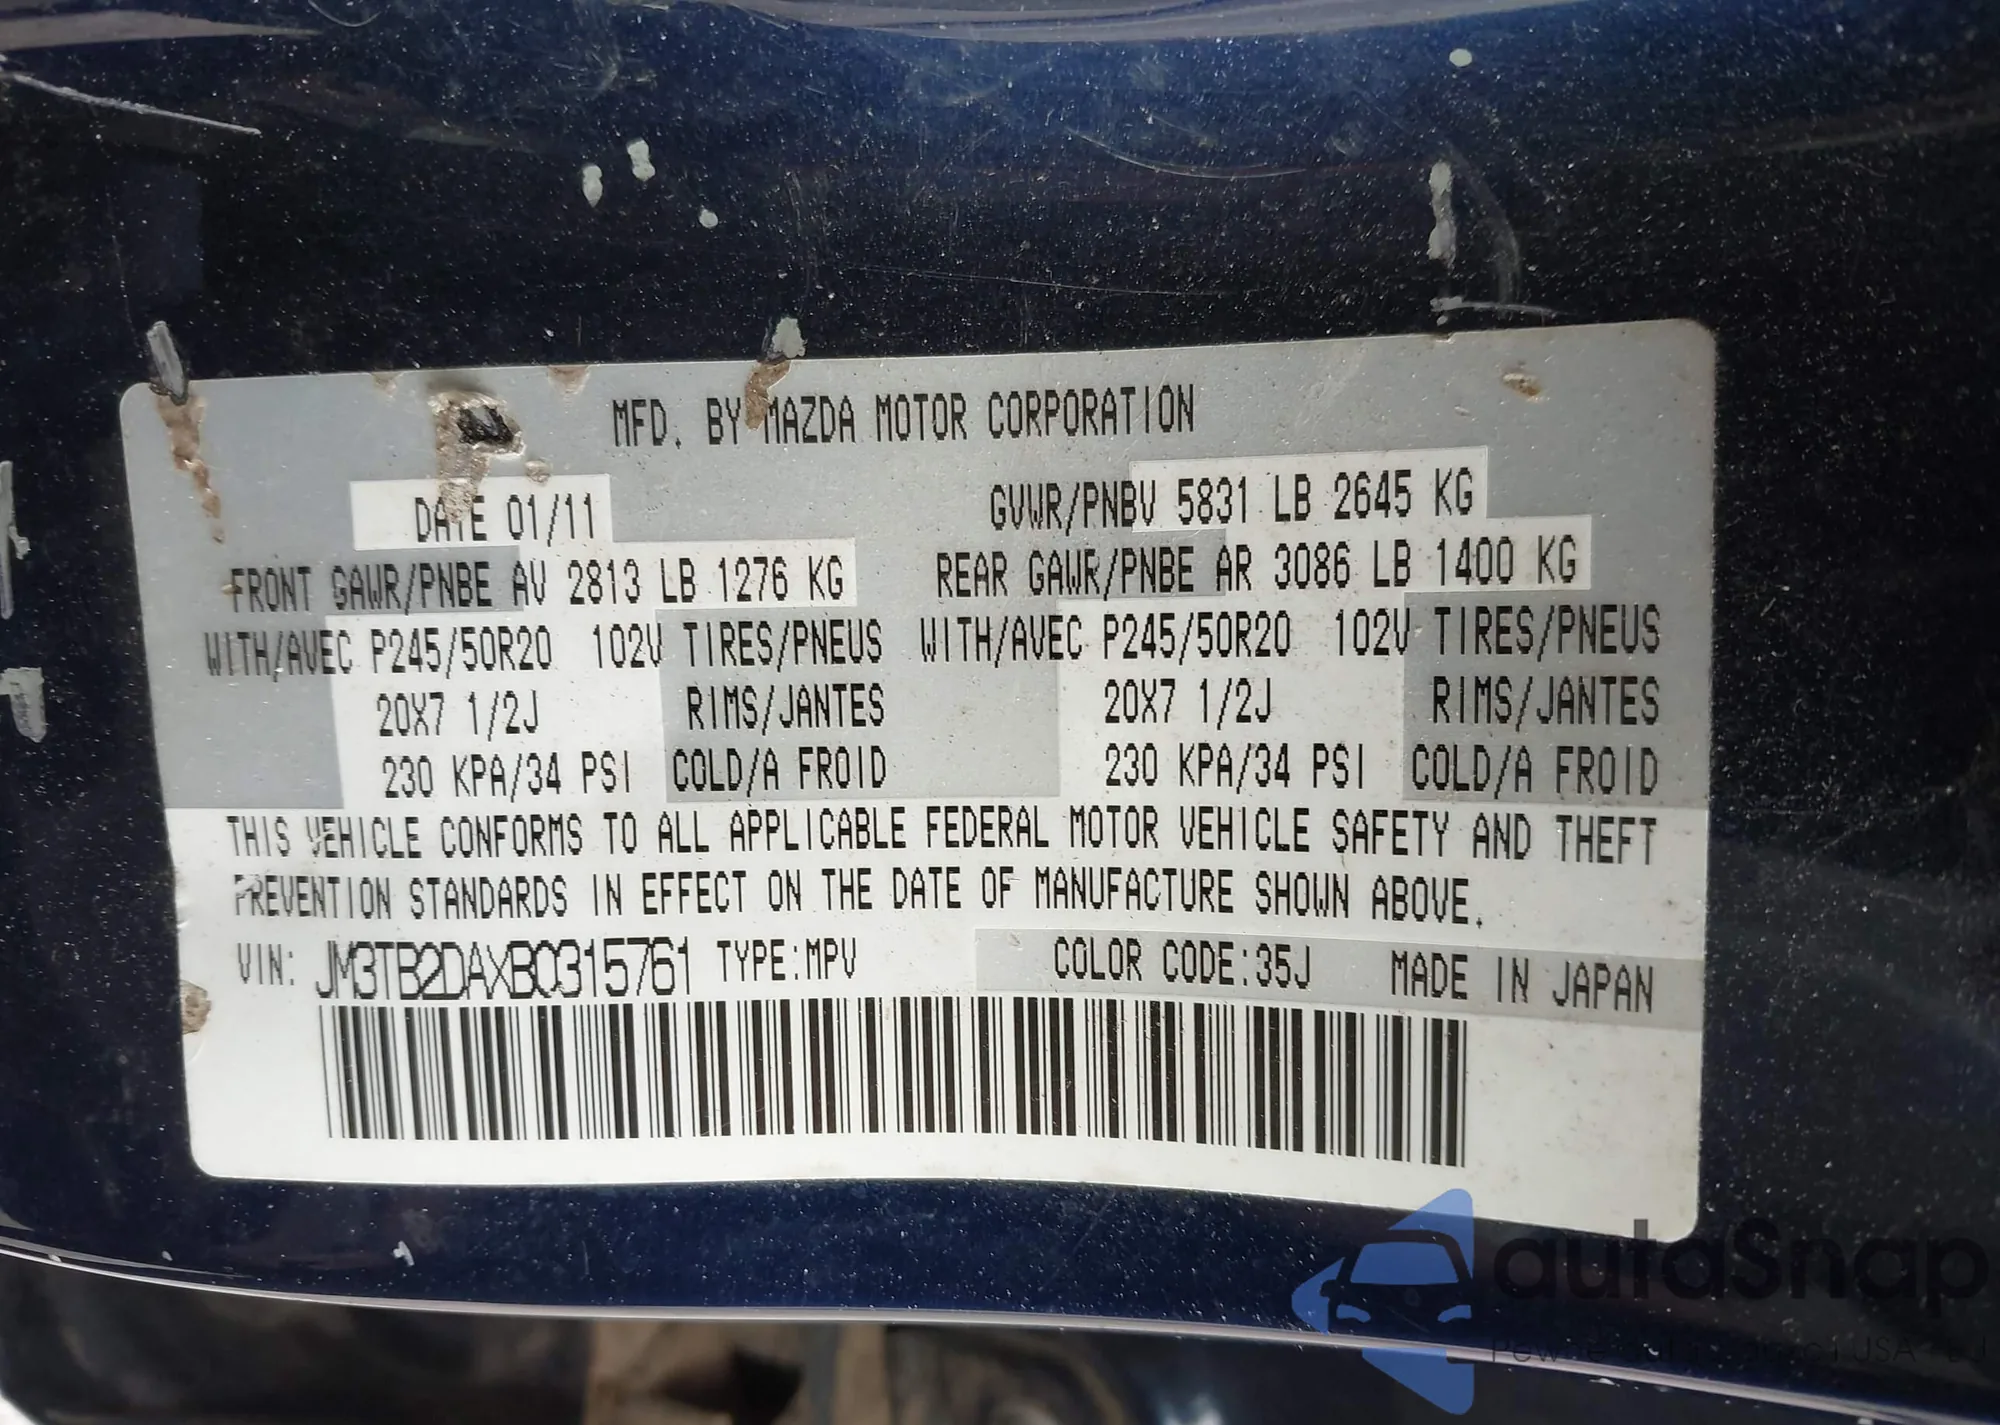 MFD. BY MAZDA MOTOR CORPORATION
DATE 01/11
GVWR/PNBV 5831 LB 2645 KG
FRONT GAWR/PNBE AV 2813 LB 1276 KG
REAR GAWR/PNBE AR 3086 LB 1400 KG
WITH/AVEC P245/50R20 102V TIRES/PNEUS
WITH/AVEC P245/50R20 102V TIRES/PNEUS
20X7 1/2J RIMS/JANTES
20X7 1/2J RIMS/JANTES
230 KPA/34 PSI COLD/A FROID
230 KPA/34 PSI COLD/A FROID
THIS VEHICLE CONFORMS TO ALL APPLICABLE FEDERAL MOTOR VEHICLE SAFETY AND THEFT
PREVENTION STANDARDS IN EFFECT ON THE DATE OF MANUFACTURE SHOWN ABOVE.
VIN: JM3TB2DAXB0315761 TYPE:MPV COLOR CODE:35J MADE IN JAPAN
autoSnap